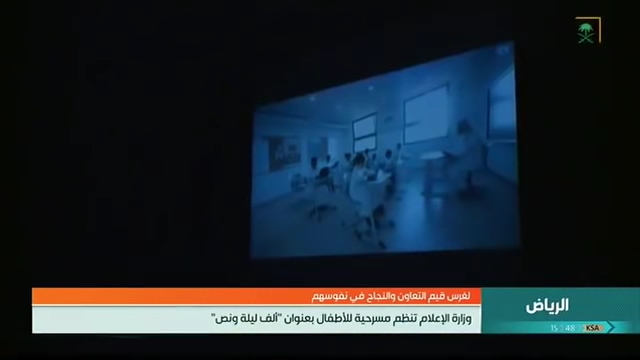 لغرس قيم التعاون والنجاح في نفوسهم
الرياض
وزارة الإعلام تنظم مسرحية للأطفال بعنوان "ألف ليلة ونص"
15:48 KSA